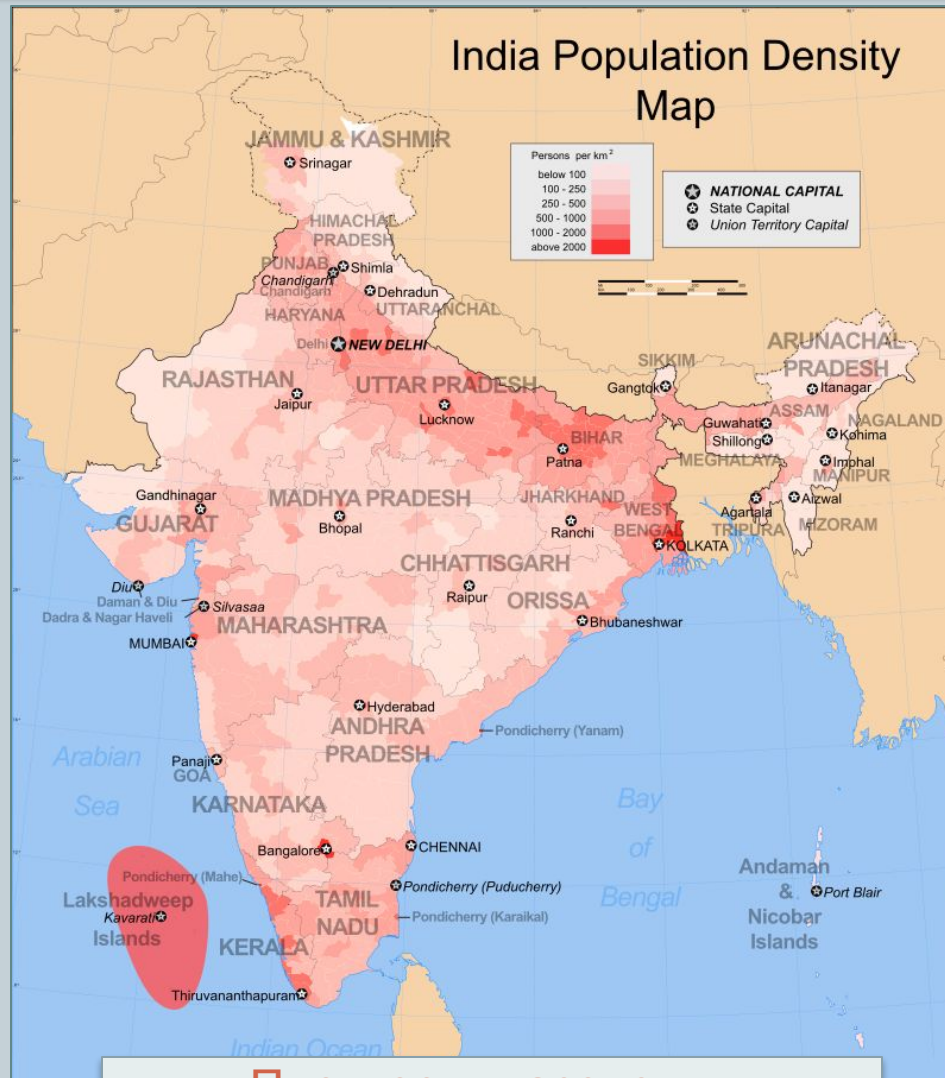 India Population Density
Map
Persons per km²
below 100
100 - 250
250 - 500
500 - 1000
1000 - 2000
above 2000
NATIONAL CAPITAL
State Capital
Union Territory Capital
JAMMU & KASHMIR
Srinagar
HIMACHAL
PRADESH
PUNJAB
Shimla
Chandigarh
Chandigarh
Dehradun
HARYANA
UTTARANCHAL
Delhi
NEW DELHI
RAJASTHAN
Jaipur
UTTAR PRADESH
Lucknow
SIKKIM
Gangtok
ARUNACHAL
PRADESH
Itanagar
ASSAM
NAGALAND
Guwahati
Kohima
Shillong
MEGHALAYA
Imphal
MANIPUR
BIHAR
Patna
Gandhinagar
GUJARAT
MADHYA PRADESH
Bhopal
JHARKHAND
Ranchi
WEST
BENGAL
KOLKATA
Agartala
TRIPURA
Aizwal
MIZORAM
CHHATTISGARH
Raipur
ORISSA
Bhubaneshwar
Diu
Daman & Diu
Dadra & Nagar Haveli
Silvasaa
MAHARASHTRA
MUMBAI
Hyderabad
ANDHRA
PRADESH
Pondicherry (Yanam)
Arabian
Sea
Panaji
GOA
KARNATAKA
Bay
of
Bengal
Bangalore
CHENNAI
Pondicherry (Mahe)
Pondicherry (Puducherry)
Lakshadweep
Kavarati
Islands
TAMIL
NADU
Pondicherry (Karaikal)
KERALA
Andaman
&
Nicobar
Islands
Port Blair
Thiruvananthapuram
Indian Ocean